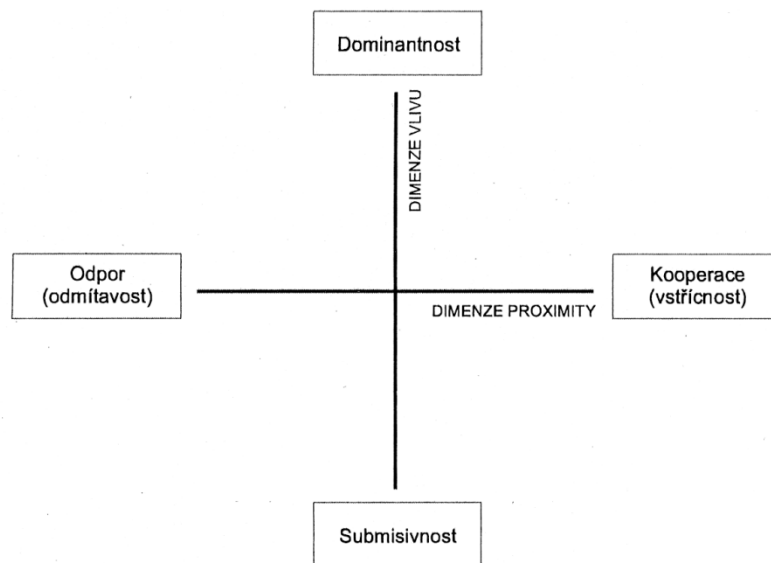 Dominantnost
DIMENZE VLIVU
Odpor
(odmítavost)
Kooperace
(vstřícnost)
DIMENZE PROXIMITY
Submisivnost